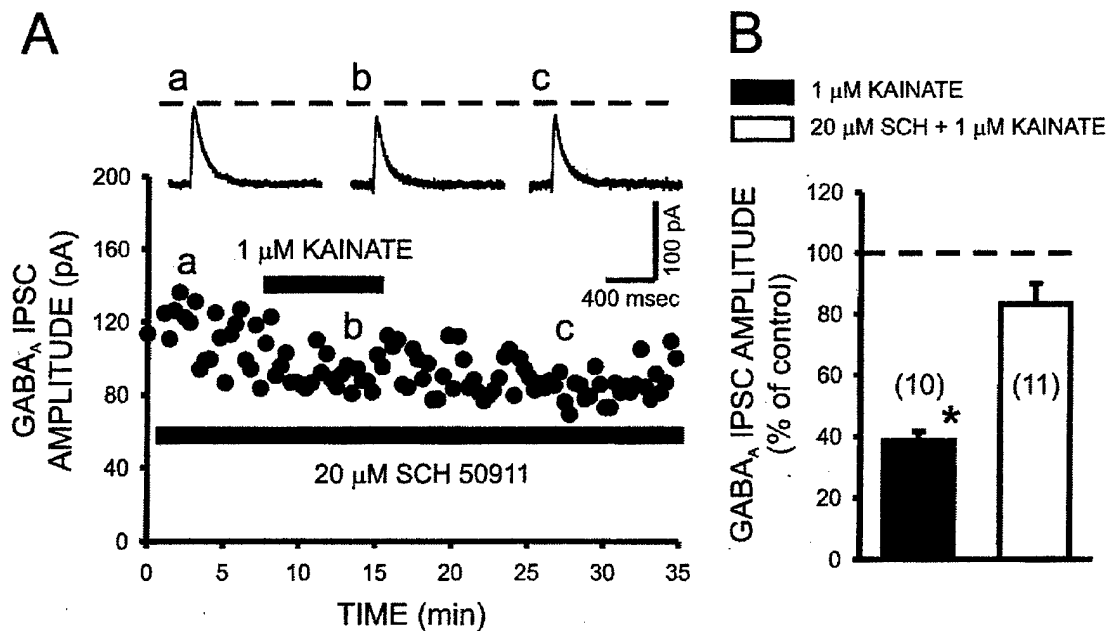 A
a b c
200
160
120
80
40
0
GABA_A IPSC
AMPLITUDE (pA)
1 μM KAINATE
a
b
c
100 pA
400 msec
20 μM SCH 50911
0 5 10 15 20 25 30 35
TIME (min)
B
1 μM KAINATE
20 μM SCH + 1 μM KAINATE
GABA_A IPSC AMPLITUDE
(% of control)
120
100
80
60
40
20
0
(10)
*
(11)